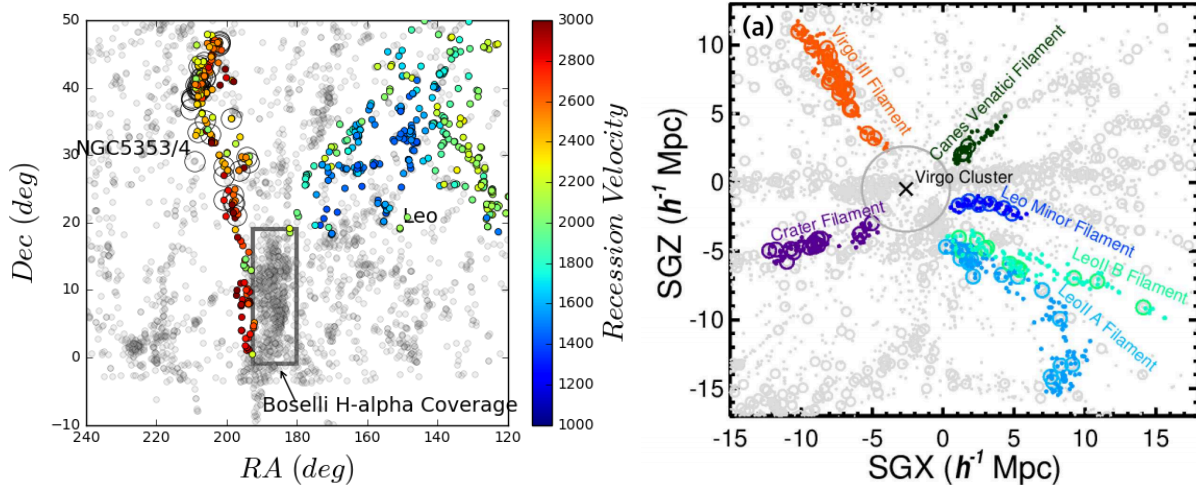 50
40
30
20
10
0
−10
240
220
200
180
160
140
120
Dec (deg)
RA (deg)
NGC5353/4
Leo
Boselli H-alpha Coverage
3000
2800
2600
2400
2200
2000
1800
1600
1400
1200
1000
Recession Velocity
(a)
Virgo III Filament
Canes Venatici Filament
Virgo Cluster
Crater Filament
Leo Minor Filament
LeoII B Filament
LeoII A Filament
10
5
0
-5
-10
-15
SGZ (h⁻¹ Mpc)
-15
-10
-5
0
5
10
15
SGX (h⁻¹ Mpc)